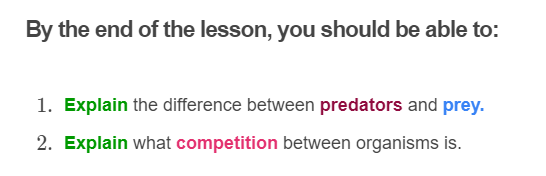 By the end of the lesson, you should be able to:
1. Explain the difference between predators and prey.
2. Explain what competition between organisms is.